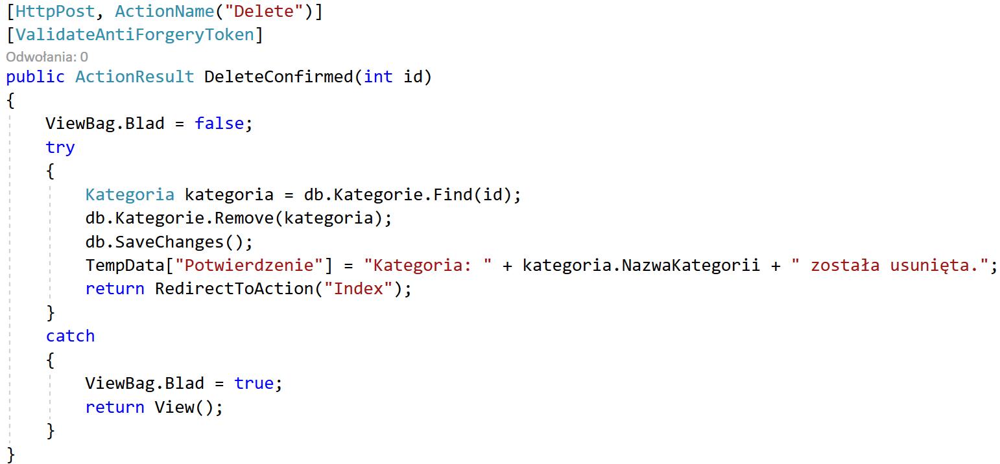 [HttpPost, ActionName("Delete")]
[ValidateAntiForgeryToken]
Odwołania: 0
public ActionResult DeleteConfirmed(int id)
{
    ViewBag.Blad = false;
    try
    {
        Kategoria kategoria = db.Kategorie.Find(id);
        db.Kategorie.Remove(kategoria);
        db.SaveChanges();
        TempData["Potwierdzenie"] = "Kategoria: " + kategoria.NazwaKategorii + " została usunięta.";
        return RedirectToAction("Index");
    }
    catch
    {
        ViewBag.Blad = true;
        return View();
    }
}